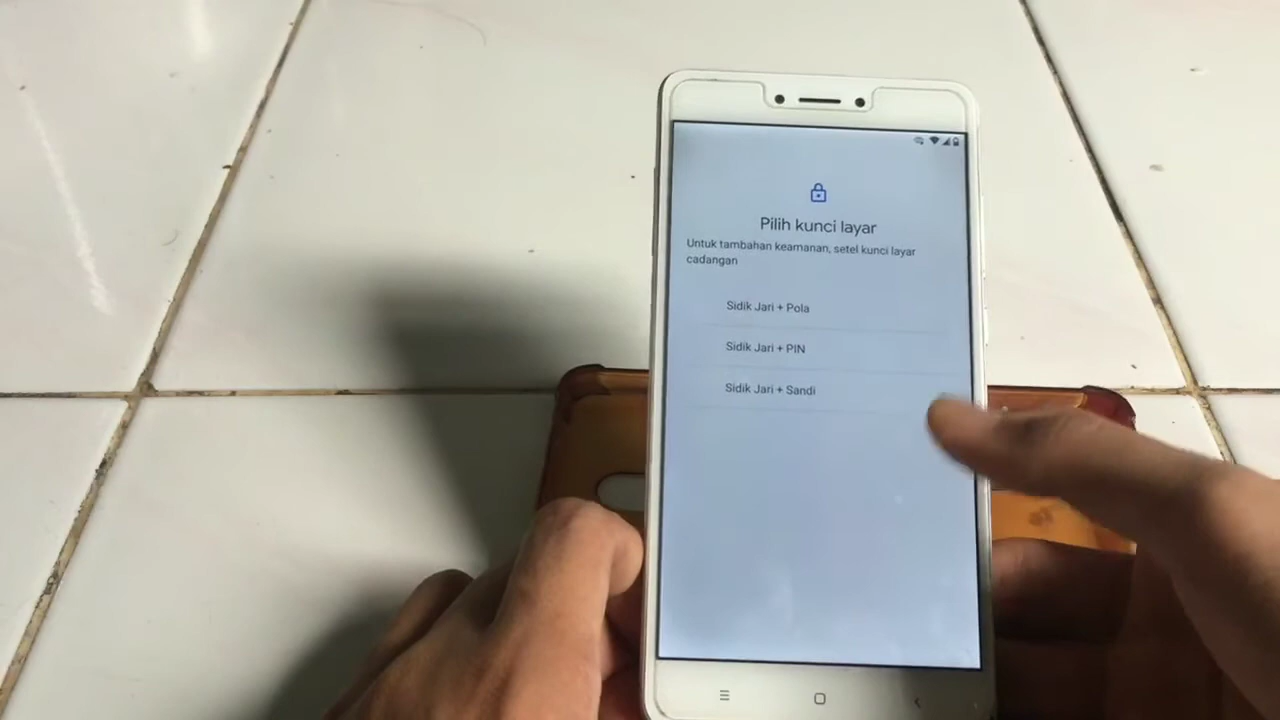 Pilih kunci layar
Untuk tambahan keamanan, setel kunci layar
cadangan
Sidik Jari + Pola
Sidik Jari + PIN
Sidik Jari + Sandi